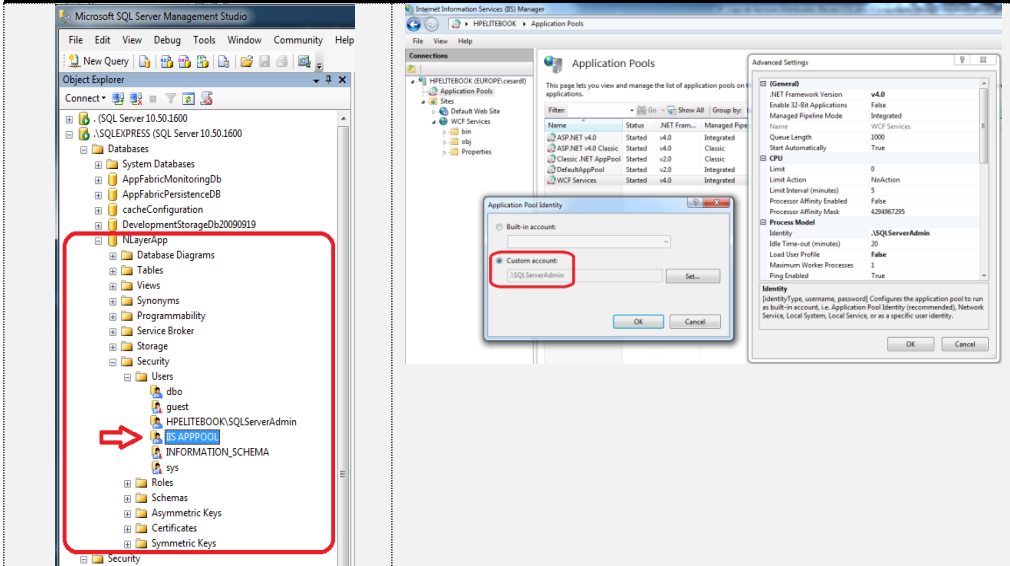 Microsoft SQL Server Management Studio
File Edit View Debug Tools Window Community Help
New Query
Object Explorer
Connect
. (SQL Server 10.50.1600
.\SQLEXPRESS (SQL Server 10.50.1600
Databases
System Databases
AppFabricMonitoringDb
AppFabricPersistenceDB
cacheConfiguration
DevelopmentStorageDb20090919
NLayerApp
Database Diagrams
Tables
Views
Synonyms
Programmability
Service Broker
Storage
Security
Users
dbo
guest
HPELITEBOOK\SQLServerAdmin
IIS APPPOOL
INFORMATION_SCHEMA
sys
Roles
Schemas
Asymmetric Keys
Certificates
Symmetric Keys
Security
Internet Information Services (IIS) Manager
HPELITEBOOK Application Pools
File View Help
Connections
HPELITEBOOK (EUROPE\cesardl)
Application Pools
Sites
Default Web Site
WCF Services
bin
obj
Properties
Application Pools
This page lets you view and manage the list of application pools on
applications.
Filter: Go Show All Group by:
Name Status .NET Fram... Managed Pipe
ASP.NET v4.0 Started v4.0 Integrated
ASP.NET v4.0 Classic Started v4.0 Classic
Classic .NET AppPool Started v2.0 Classic
DefaultAppPool Started v2.0 Integrated
WCF Services Started v4.0 Integrated
Application Pool Identity
Built-in account:
Custom account:
.\SQLServerAdmin
Set...
OK Cancel
Advanced Settings
(General)
.NET Framework Version v4.0
Enable 32-Bit Applications False
Managed Pipeline Mode Integrated
Name WCF Services
Queue Length 1000
Start Automatically True
CPU
Limit 0
Limit Action NoAction
Limit Interval (minutes) 5
Processor Affinity Enabled False
Processor Affinity Mask 4294967295
Process Model
Identity .\SQLServerAdmin
Idle Time-out (minutes) 20
Load User Profile False
Maximum Worker Processes 1
Ping Enabled True
Identity
[identityType, username, password] Configures the application pool to run
as built-in account, i.e. Application Pool Identity (recommended), Network
Service, Local System, Local Service, or as a specific user identity.
OK Cancel